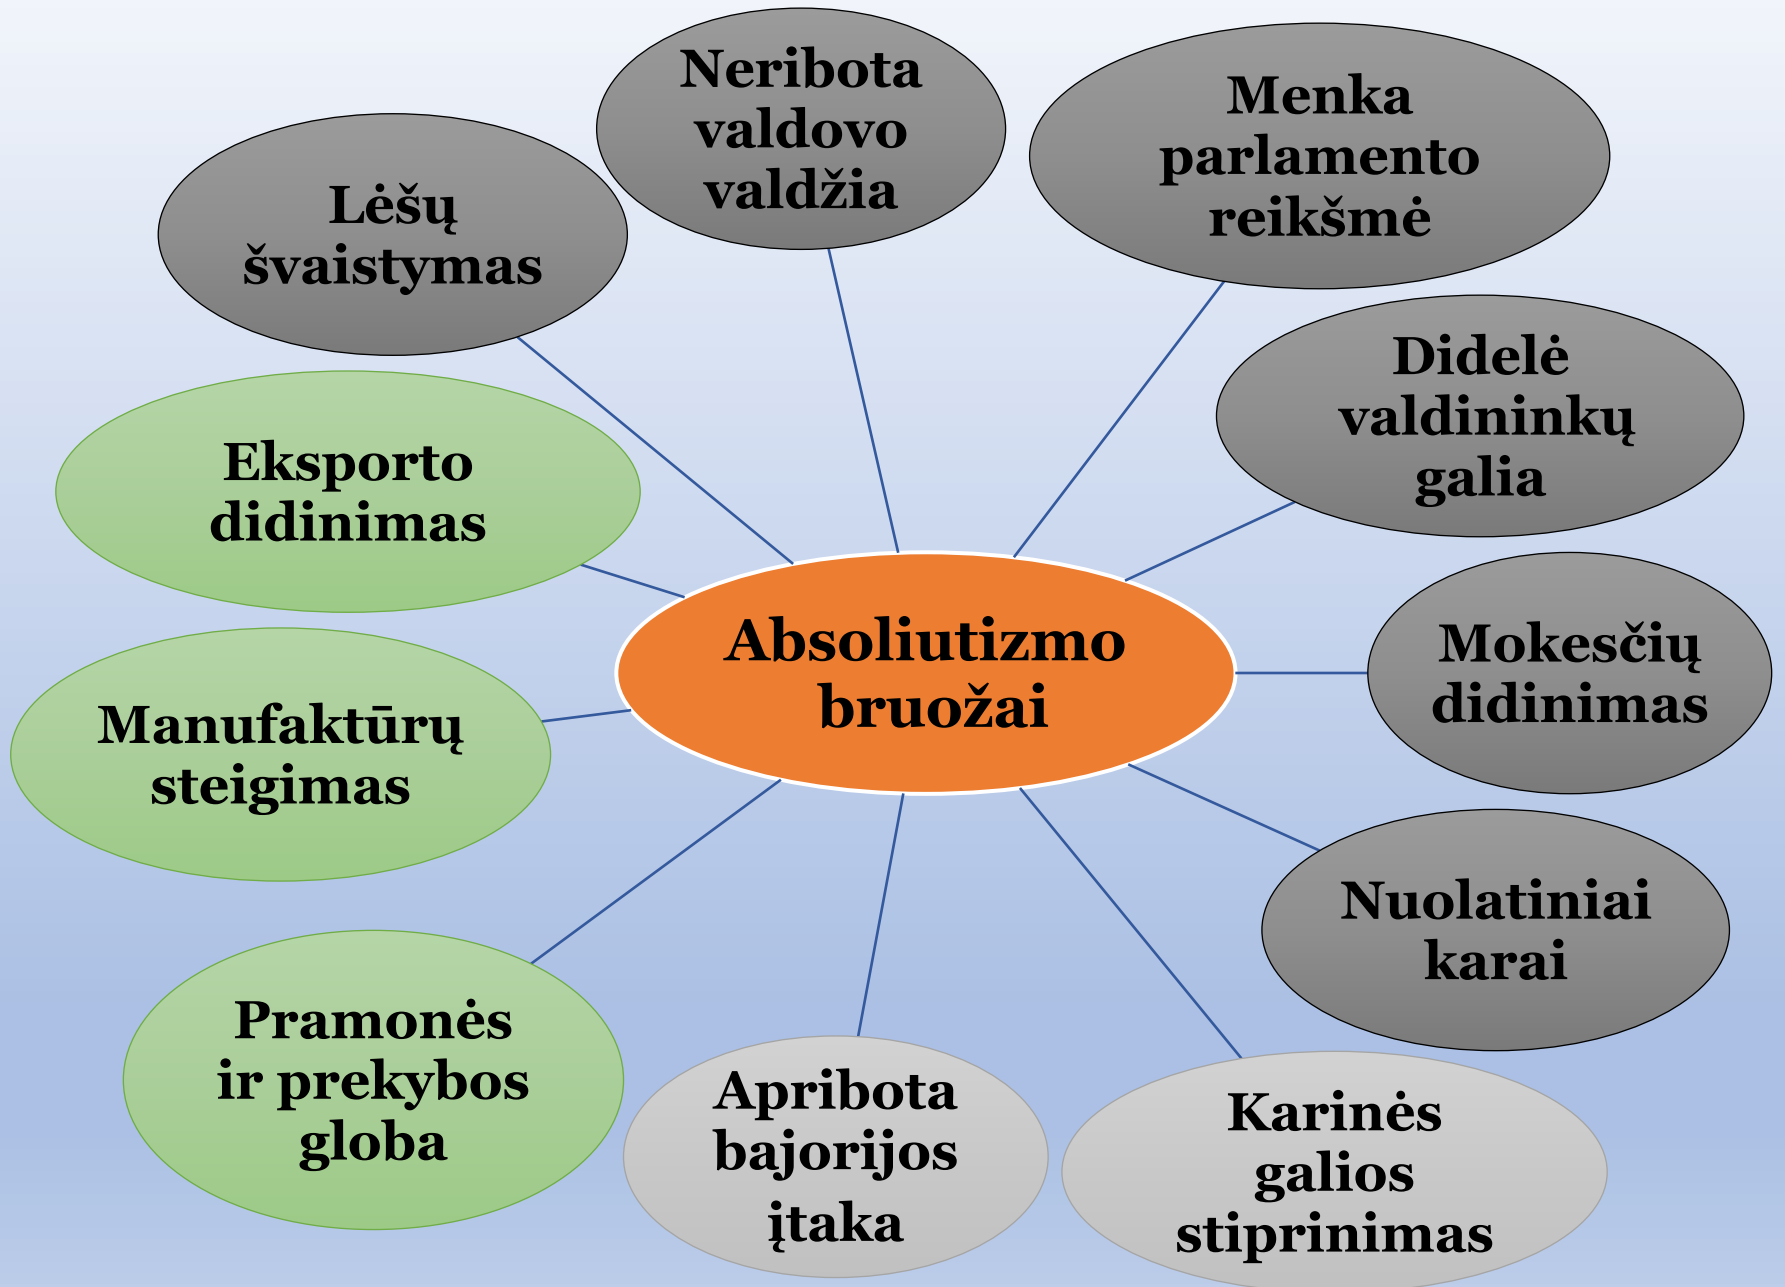 Neribota
valdovo
valdžia
Menka
parlamento
reikšmė
Lėšų
švaistymas
Didelė
valdininkų
galia
Eksporto
didinimas
Absoliutizmo
bruožai
Mokesčių
didinimas
Manufaktūrų
steigimas
Nuolatiniai
karai
Pramonės
ir prekybos
globa
Apribota
bajorijos
įtaka
Karinės
galios
stiprinimas